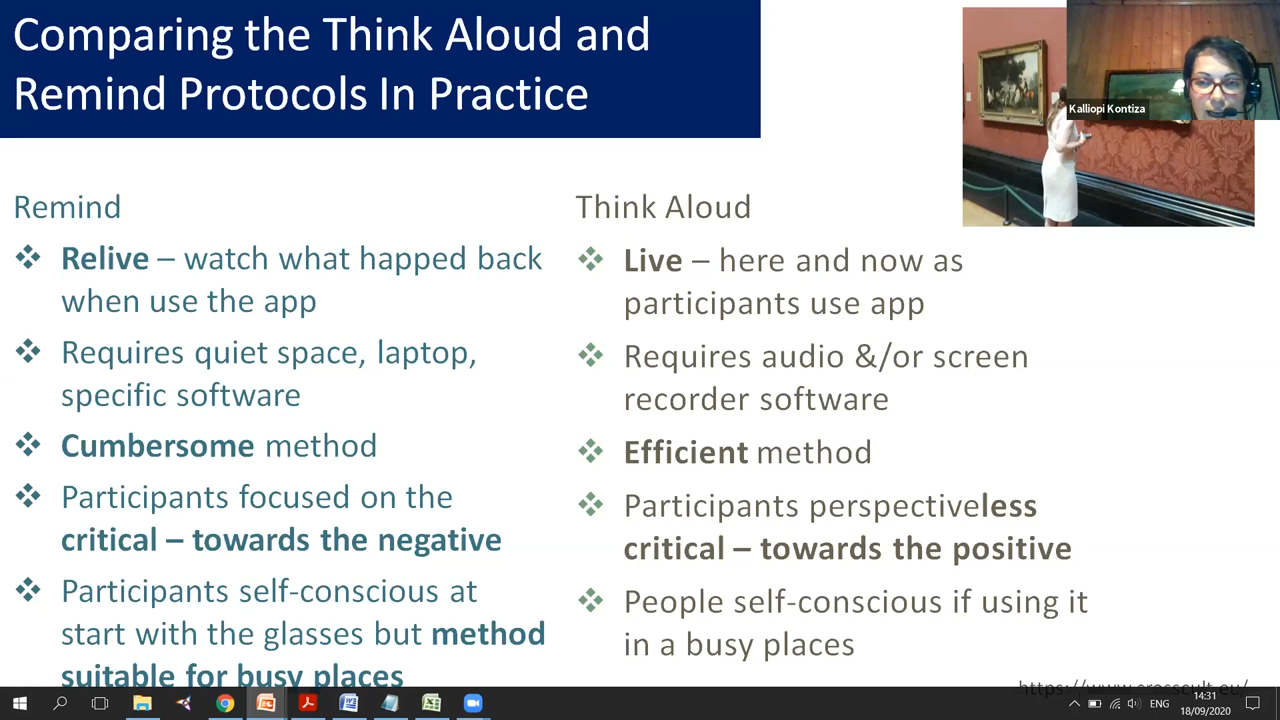 Comparing the Think Aloud and
Remind Protocols In Practice
Kalliopi Kontiza
Remind
❖ Relive – watch what happed back
when use the app
❖ Requires quiet space, laptop,
specific software
❖ Cumbersome method
❖ Participants focused on the
critical – towards the negative
❖ Participants self-conscious at
start with the glasses but method
suitable for busy places
Think Aloud
❖ Live – here and now as
participants use app
❖ Requires audio &/or screen
recorder software
❖ Efficient method
❖ Participants perspectiveless
critical – towards the positive
❖ People self-conscious if using it
in a busy places
https://www.crosscult.eu/
ENG
14:31
18/09/2020